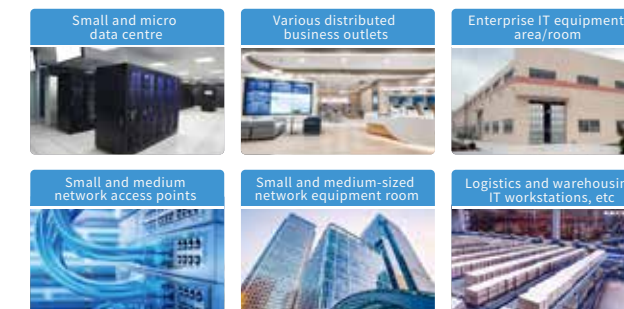 Small and micro
data centre
Various distributed
business outlets
Enterprise IT equipment
area/room
Small and medium
network access points
Small and medium-sized
network equipment room
Logistics and warehousin
IT workstations, etc